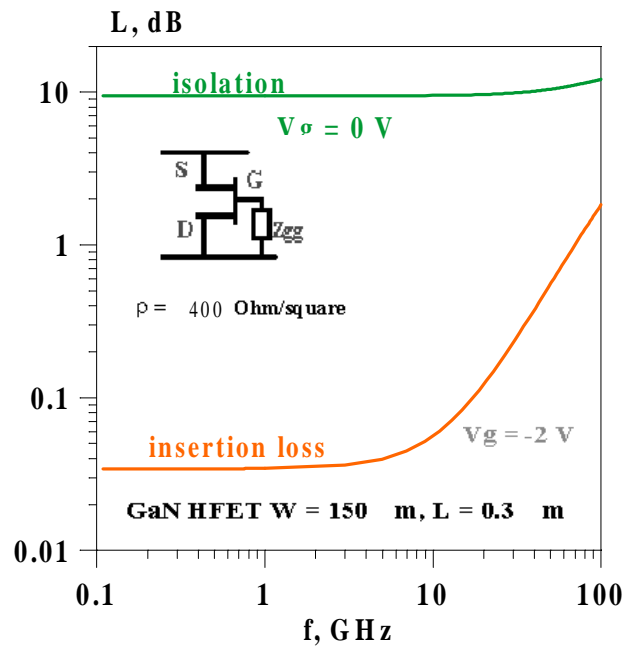 L, dB
10
isolation
Vg = 0 V
S
G
D
Zgg
1
ρ = 400 Ohm/square
0.1
Vg = -2 V
insertion loss
GaN HFET W = 150 m, L = 0.3 m
0.01
0.1 1 10 100
f, GHz